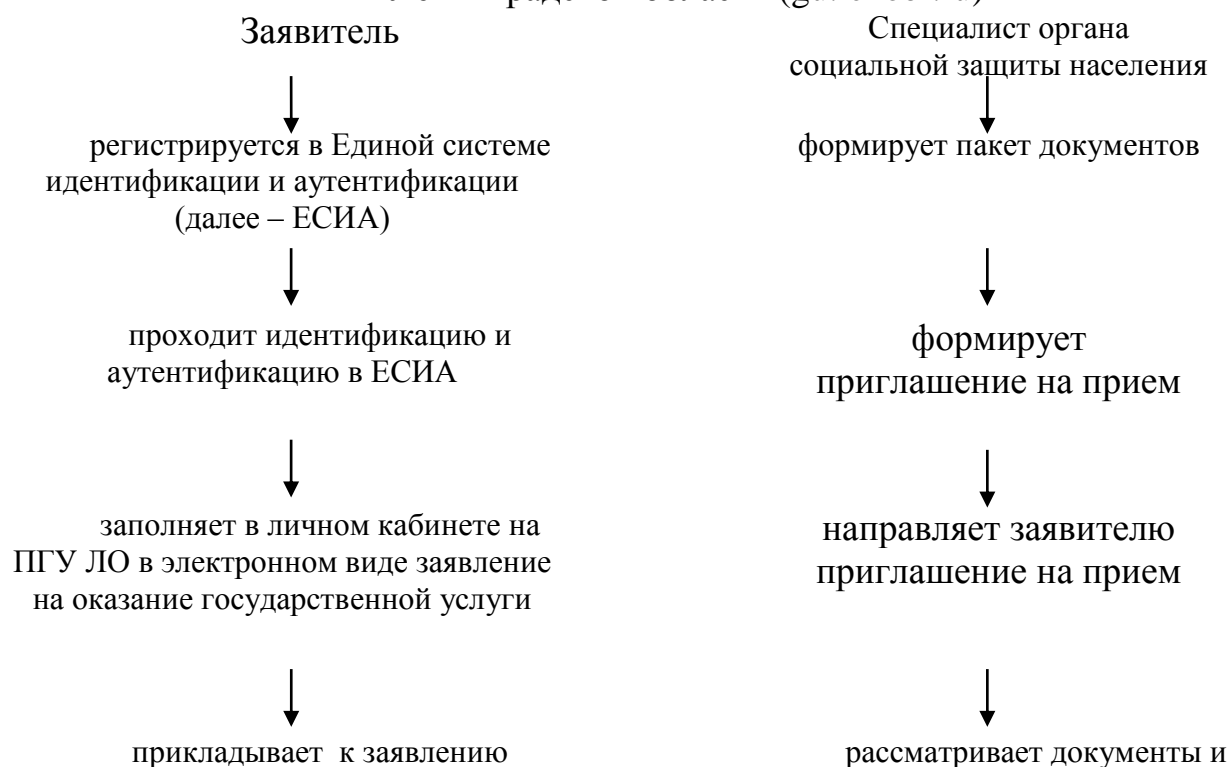 Заявитель
регистрируется в Единой системе
идентификации и аутентификации
(далее – ЕСИА)
проходит идентификацию и
аутентификацию в ЕСИА
заполняет в личном кабинете на
ПГУ ЛО в электронном виде заявление
на оказание государственной услуги
прикладывает к заявлению
Специалист органа
социальной защиты населения
формирует пакет документов
формирует
приглашение на прием
направляет заявителю
приглашение на прием
рассматривает документы и